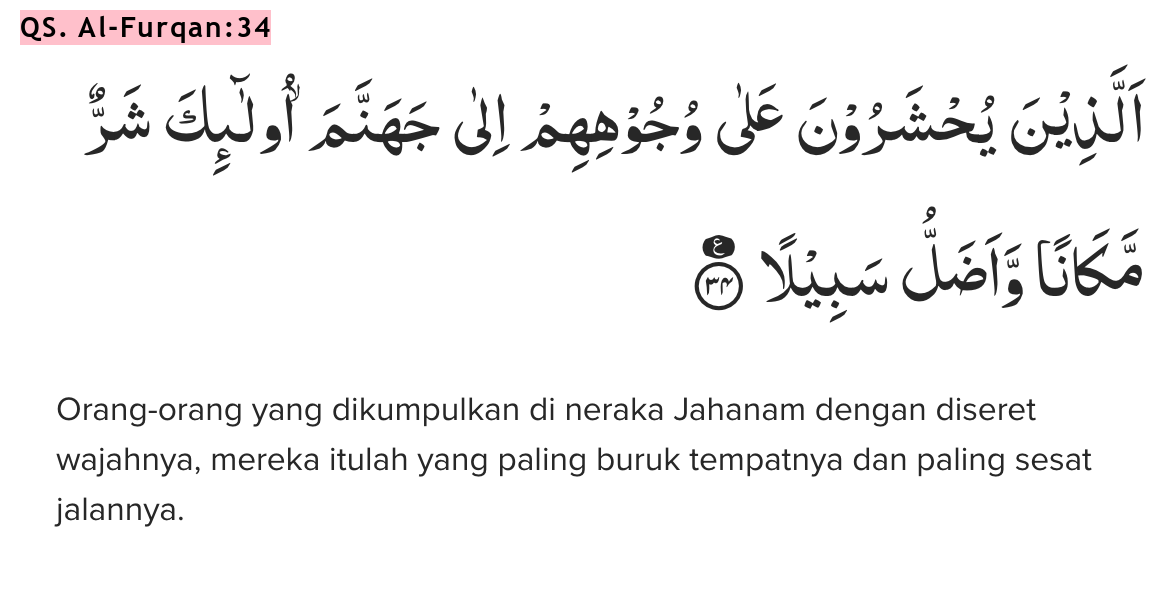 QS. Al-Furqan:34
اَلَّذِيْنَ يُحْشَرُوْنَ عَلٰى وُجُوْهِهِمْ اِلٰى جَهَنَّمَۙ اُولٰۤىِٕكَ شَرٌّ
مَّكَانًا وَّاَضَلُّ سَبِيْلًا ࣖ ۳۴
Orang-orang yang dikumpulkan di neraka Jahanam dengan diseret
wajahnya, mereka itulah yang paling buruk tempatnya dan paling sesat
jalannya.